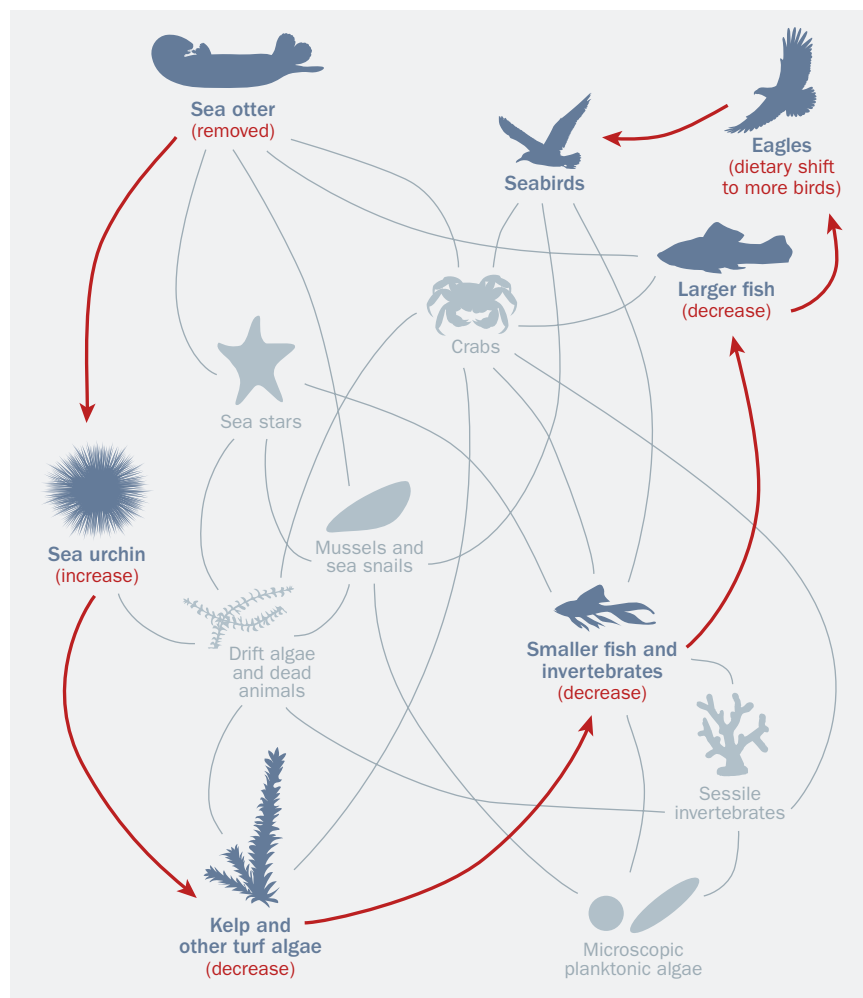 Sea otter
(removed)
Seabirds
Eagles
(dietary shift
to more birds)
Larger fish
(decrease)
Crabs
Sea stars
Sea urchin
(increase)
Mussels and
sea snails
Drift algae
and dead
animals
Smaller fish and
invertebrates
(decrease)
Sessile
invertebrates
Kelp and
other turf algae
(decrease)
Microscopic
planktonic algae